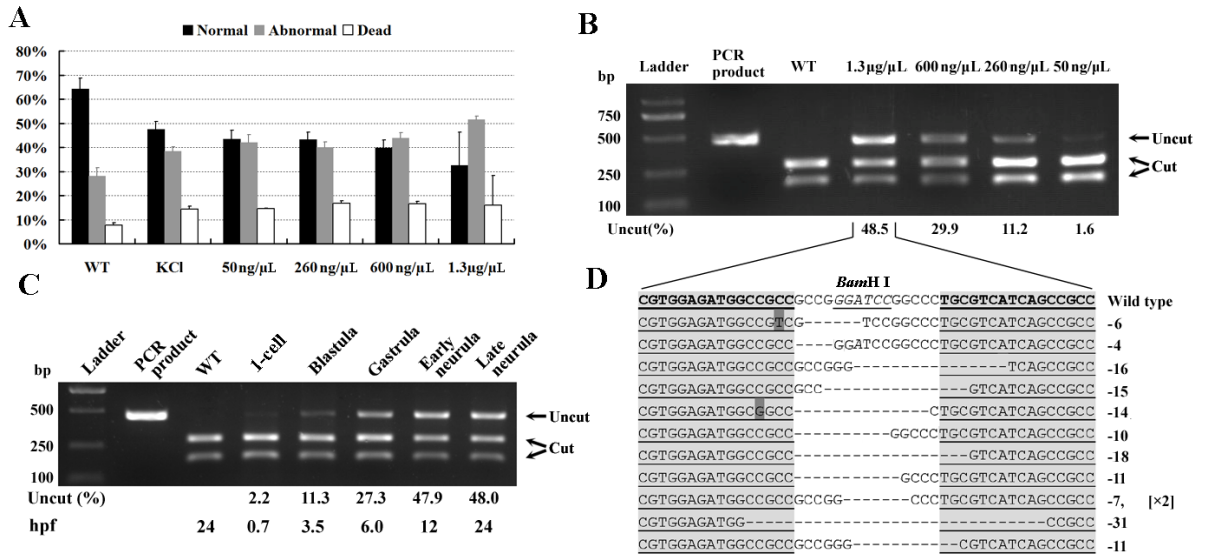 A
Normal Abnormal Dead
80%
70%
60%
50%
40%
30%
20%
10%
0%
WT KCl 50 ng/µL 260 ng/µL 600 ng/µL 1.3µg/µL
B
bp Ladder PCR product WT 1.3µg/µL 600 ng/µL 260 ng/µL 50 ng/µL
750
500
250
100
Uncut
Cut
Uncut(%) 48.5 29.9 11.2 1.6
C
bp Ladder PCR product WT 1-cell Blastula Gastrula Early neurula Late neurula
500
250
100
Uncut
Cut
Uncut (%) 2.2 11.3 27.3 47.9 48.0
hpf 24 0.7 3.5 6.0 12 24
D
BamH I
CGTGGAGATGGCCGCCGCCGGGATCCGGCCCTGCGTCATCAGCCGCC Wild type
CGTGGAGATGGCCGTCG------TCCGGCCCTGCGTCATCAGCCGCC -6
CGTGGAGATGGCCGCC----GGATCCGGCCCTGCGTCATCAGCCGCC -4
CGTGGAGATGGCCGCCGCCGGG----------------TCAGCCGCC -16
CGTGGAGATGGCCGCCGCC---------------GTCATCAGCCGCC -15
CGTGGAGATGGCGGCC--------------CTGCGTCATCAGCCGCC -14
CGTGGAGATGGCCGCC----------GGCCCTGCGTCATCAGCCGCC -10
CGTGGAGATGGCCGCC------------------GTCATCAGCCGCC -18
CGTGGAGATGGCCGCC-----------GCCCTGCGTCATCAGCCGCC -11
CGTGGAGATGGCCGCCGCCGG-------CCCTGCGTCATCAGCCGCC -7, [×2]
CGTGGAGATGG-------------------------------CCGCC -31
CGTGGAGATGGCCGCCGCCGGG-----------CGTCATCAGCCGCC -11